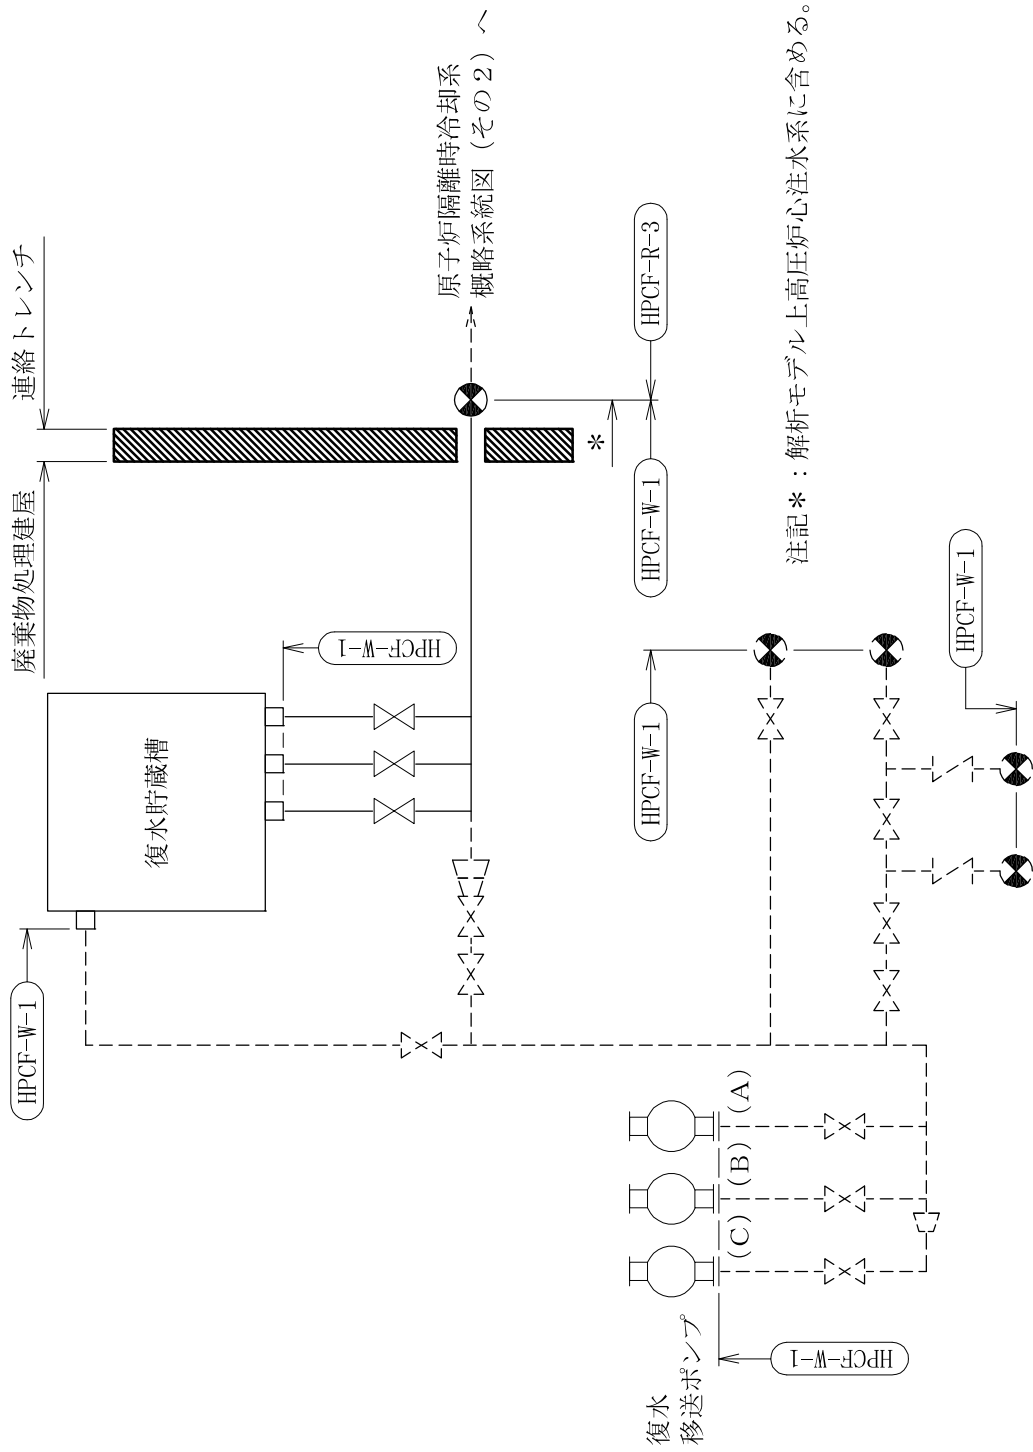 廃棄物処理建屋
連絡トレンチ
HPCF-W-1
復水貯蔵槽
HPCF-W-1
原子炉隔離時冷却系
概略系統図（その２）へ
*
HPCF-W-1
HPCF-R-3
HPCF-W-1
復水
移送ポンプ
(C)
(B)
(A)
HPCF-W-1
HPCF-W-1
注記*：解析モデル上高圧炉心注水系に含める。